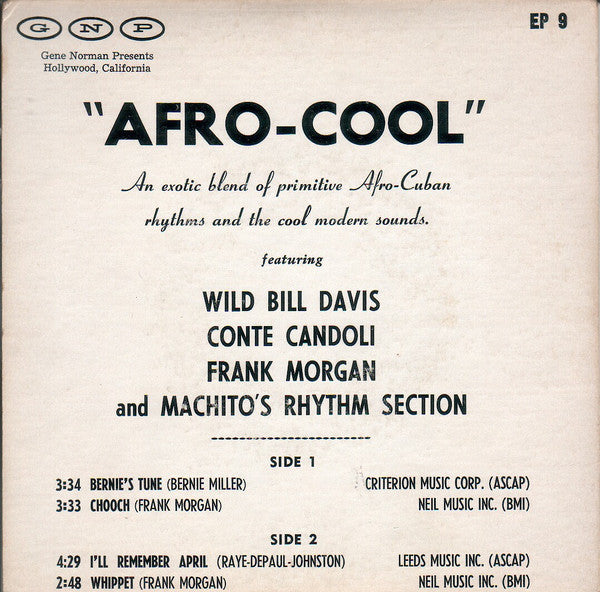 G N P
EP 9
Gene Norman Presents
Hollywood, California
"AFRO-COOL"
An exotic blend of primitive Afro-Cuban
rhythms and the cool modern sounds.
featuring
WILD BILL DAVIS
CONTE CANDOLI
FRANK MORGAN
and MACHITO'S RHYTHM SECTION
SIDE 1
3:34 BERNIE'S TUNE (BERNIE MILLER) CRITERION MUSIC CORP. (ASCAP)
3:33 CHOOCH (FRANK MORGAN) NEIL MUSIC INC. (BMI)
SIDE 2
4:29 I'LL REMEMBER APRIL (RAYE-DEPAUL-JOHNSTON) LEEDS MUSIC INC. (ASCAP)
2:48 WHIPPET (FRANK MORGAN) NEIL MUSIC INC. (BMI)